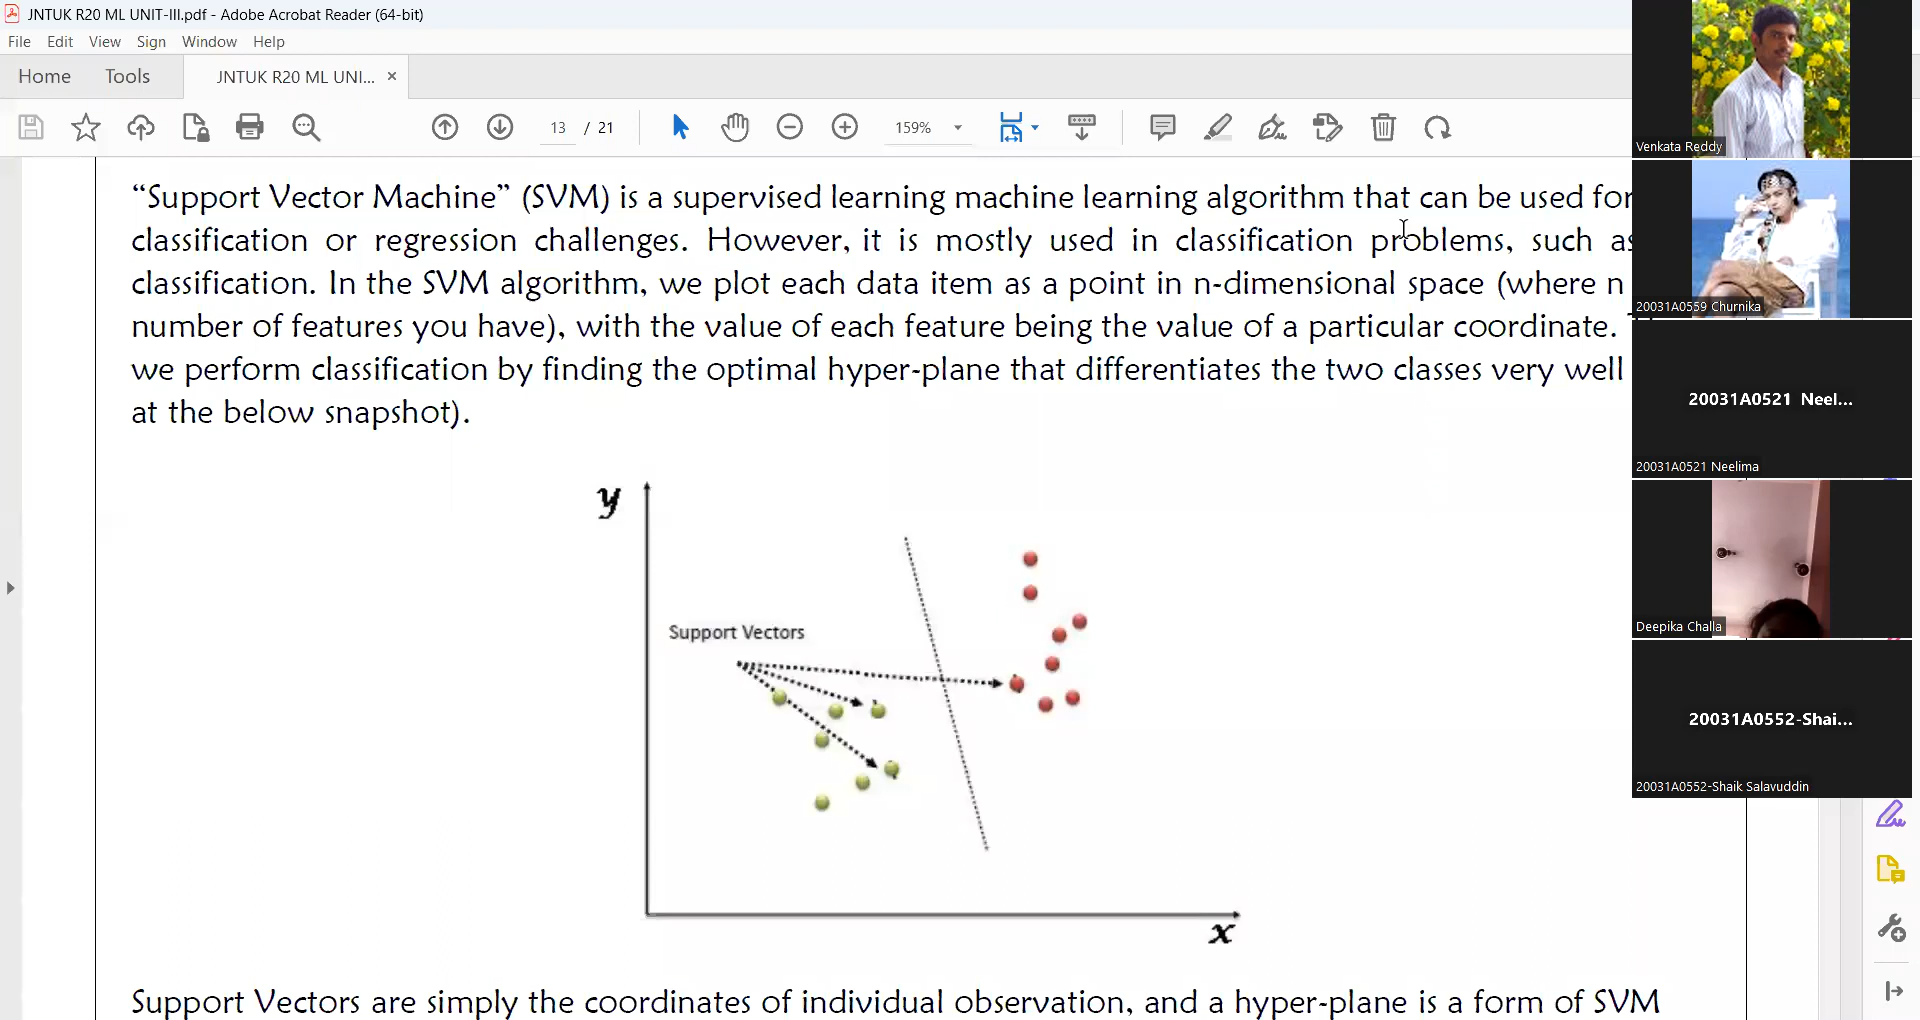 JNTUK R20 ML UNIT-III.pdf - Adobe Acrobat Reader (64-bit)
File Edit View Sign Window Help
Home Tools JNTUK R20 ML UNI... ×
13 / 21 159%
“Support Vector Machine” (SVM) is a supervised learning machine learning algorithm that can be used for
classification or regression challenges. However, it is mostly used in classification problems, such as
classification. In the SVM algorithm, we plot each data item as a point in n-dimensional space (where n
number of features you have), with the value of each feature being the value of a particular coordinate.
we perform classification by finding the optimal hyper-plane that differentiates the two classes very well
at the below snapshot).
y
Support Vectors
x
Support Vectors are simply the coordinates of individual observation, and a hyper-plane is a form of SVM
Venkata Reddy
20031A0559 Churnika
20031A0521 Neel...
20031A0521 Neelima
Deepika Challa
20031A0552-Shai...
20031A0552-Shaik Salavuddin